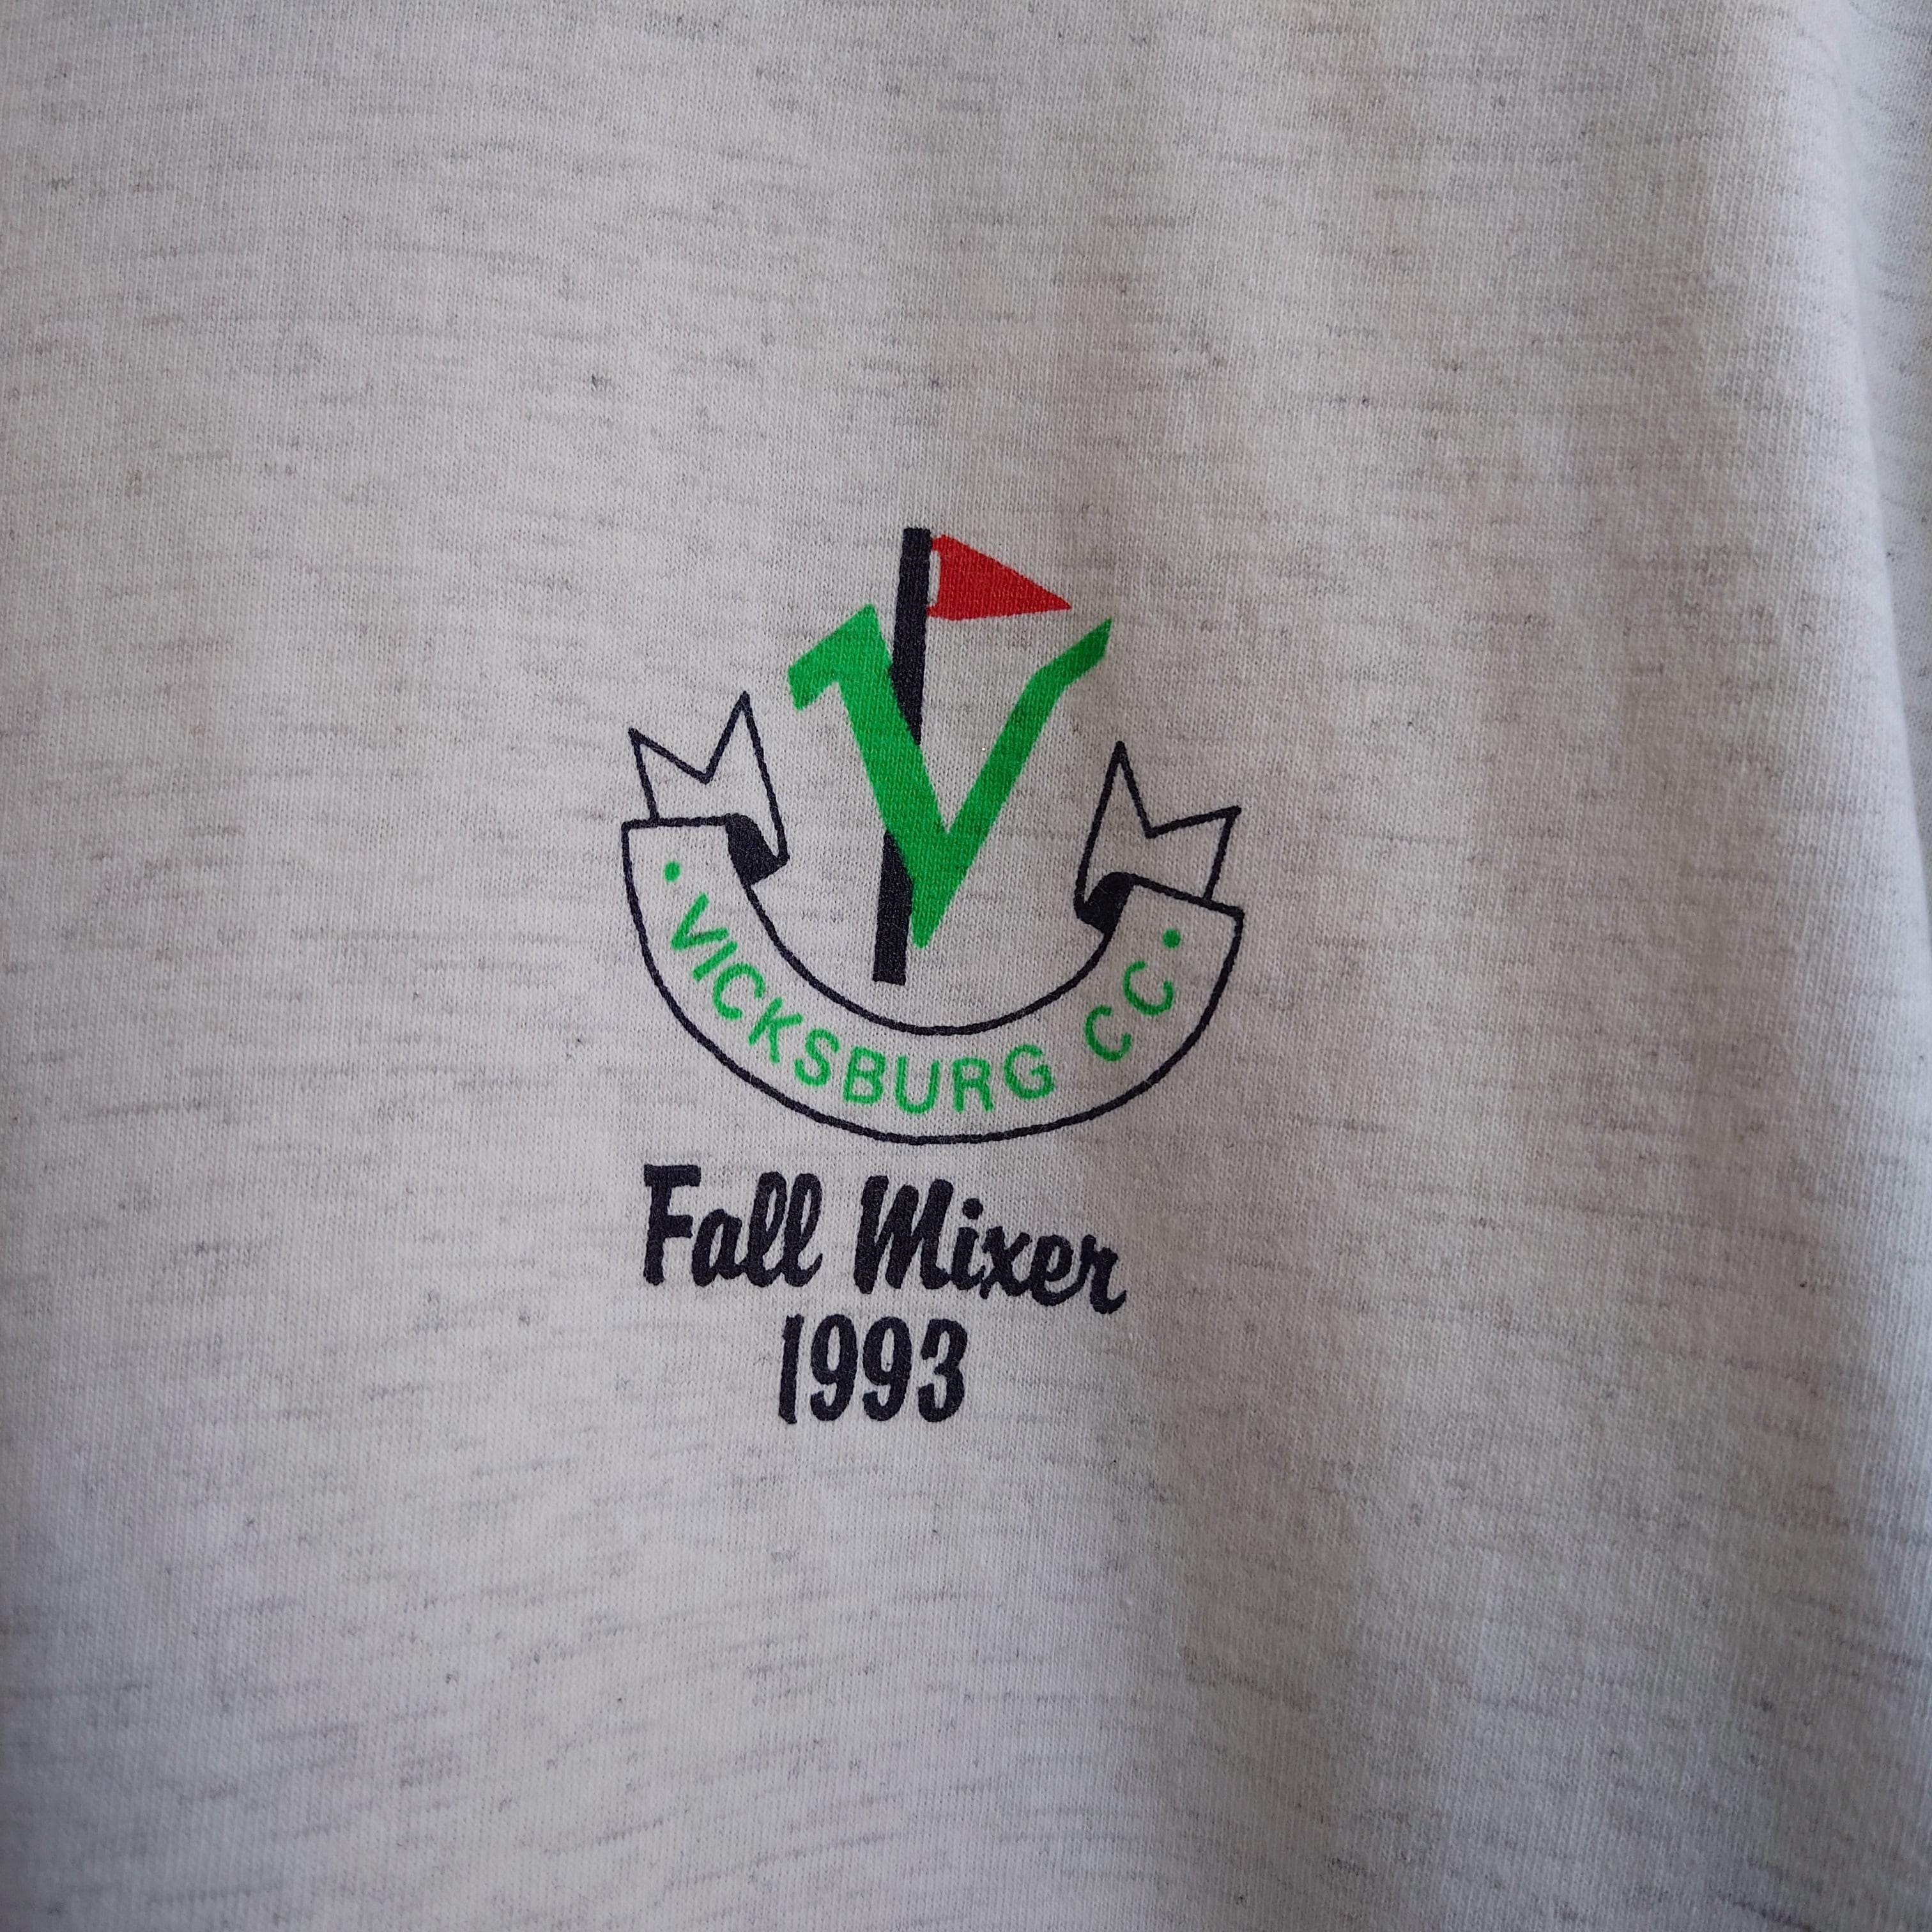 V
• VICKSBURG CC •
Fall Mixer
1993